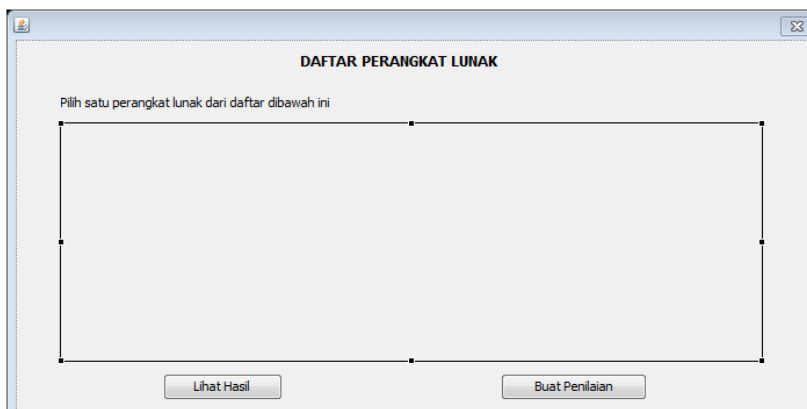 DAFTAR PERANGKAT LUNAK
Pilih satu perangkat lunak dari daftar dibawah ini
Lihat Hasil
Buat Penilaian